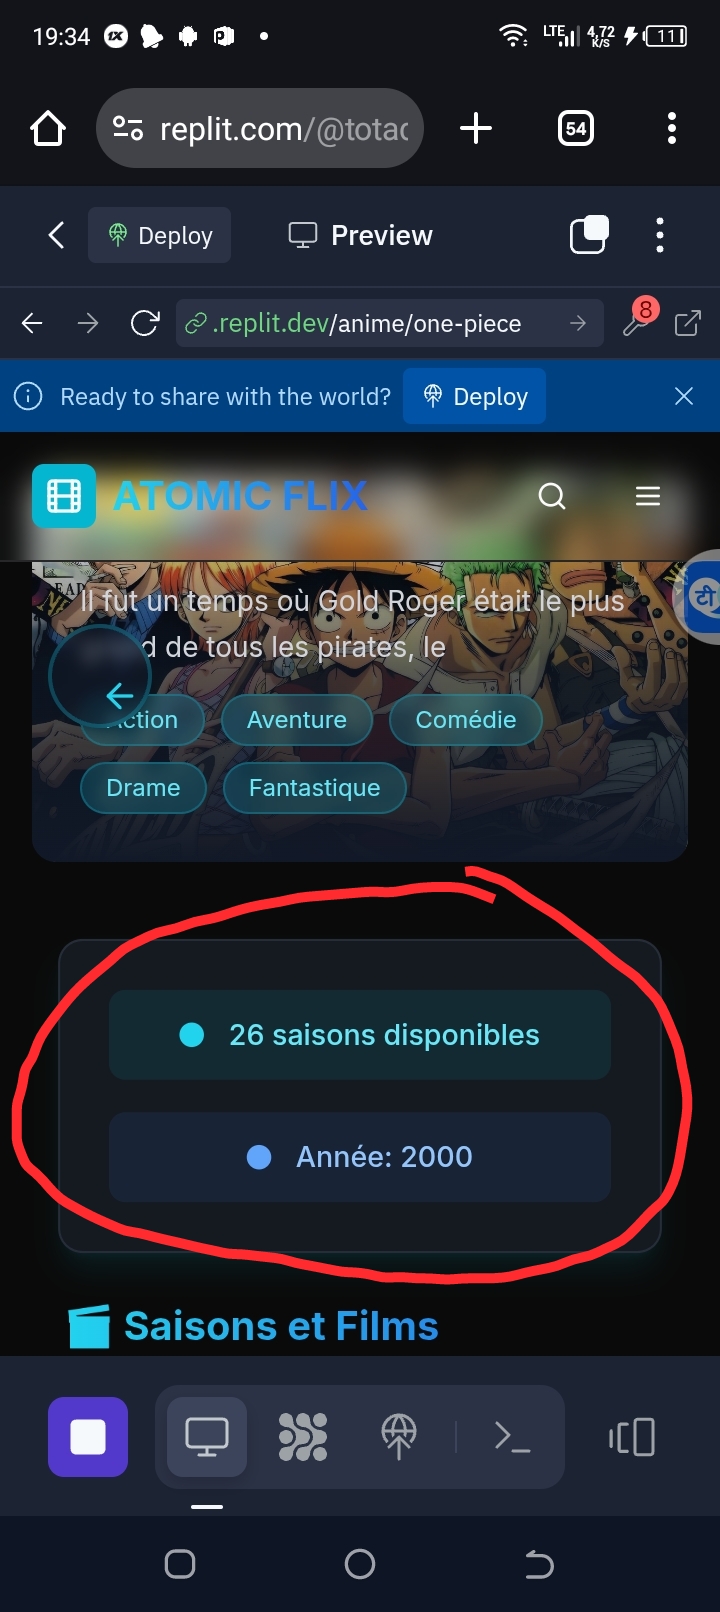 19:34
LTE 4,72 K/S 11
replit.com/@totac
54
Deploy
Preview
8
.replit.dev/anime/one-piece
Ready to share with the world?
Deploy
ATOMIC FLIX
Il fut un temps où Gold Roger était le plus
d de tous les pirates, le
टी
ction
Aventure
Comédie
Drame
Fantastique
26 saisons disponibles
Année: 2000
Saisons et Films